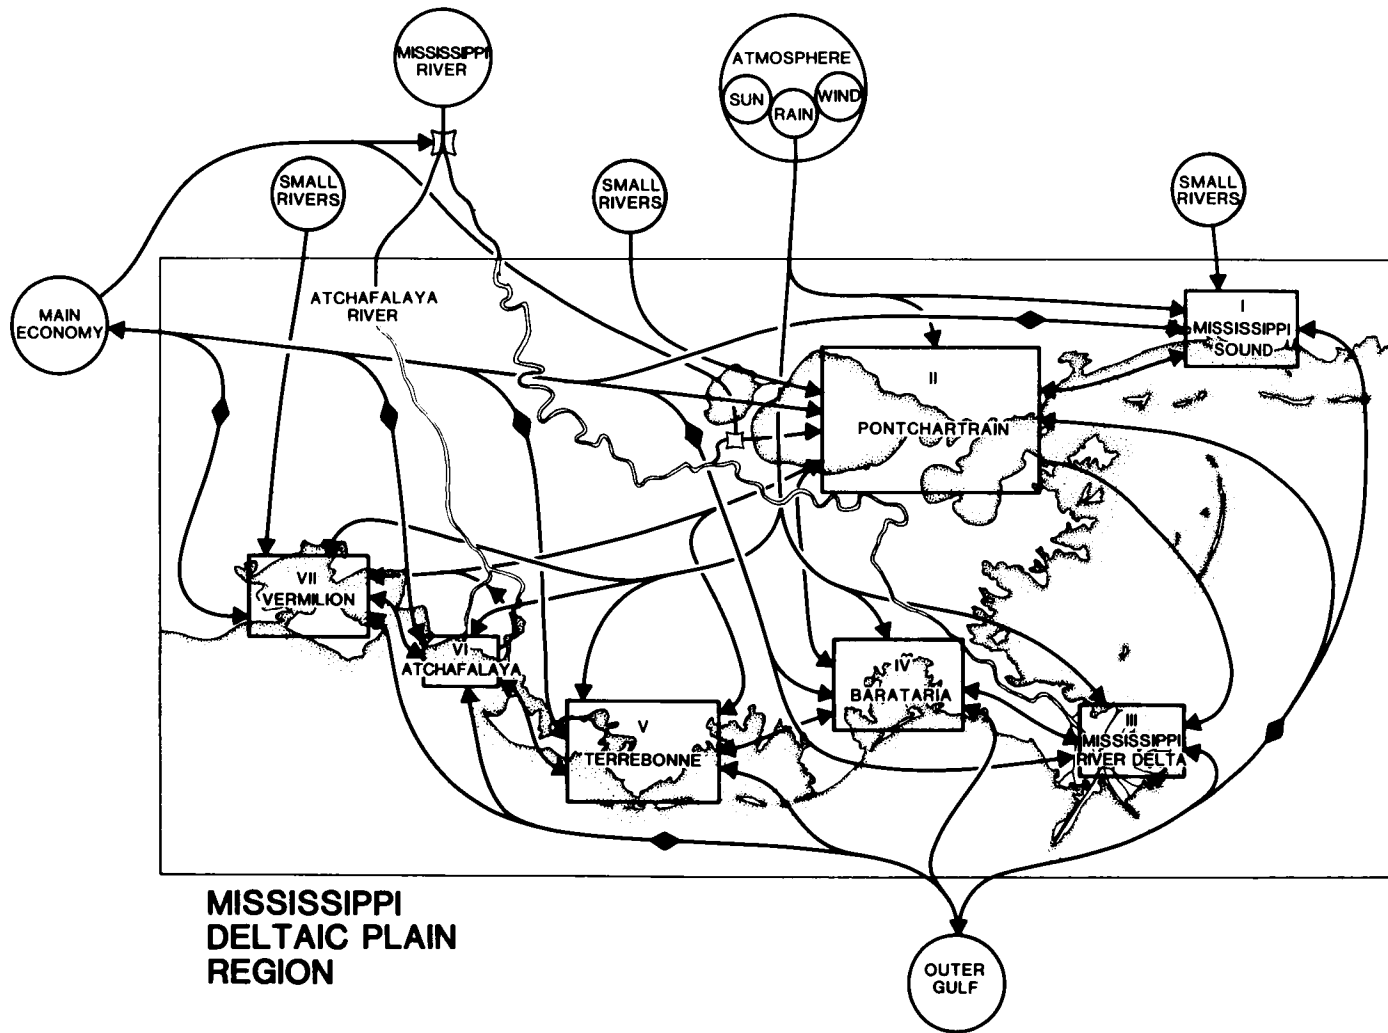 MISSISSIPPI
RIVER
ATMOSPHERE
SUN
RAIN
WIND
SMALL
RIVERS
SMALL
RIVERS
SMALL
RIVERS
MAIN
ECONOMY
ATCHAFALAYA
RIVER
I
MISSISSIPPI
SOUND
II
PONTCHARTRAIN
VII
VERMILION
VI
ATCHAFALAYA
V
TERREBONNE
IV
BARATARIA
III
MISSISSIPPI
RIVER DELTA
MISSISSIPPI
DELTAIC PLAIN
REGION
OUTER
GULF